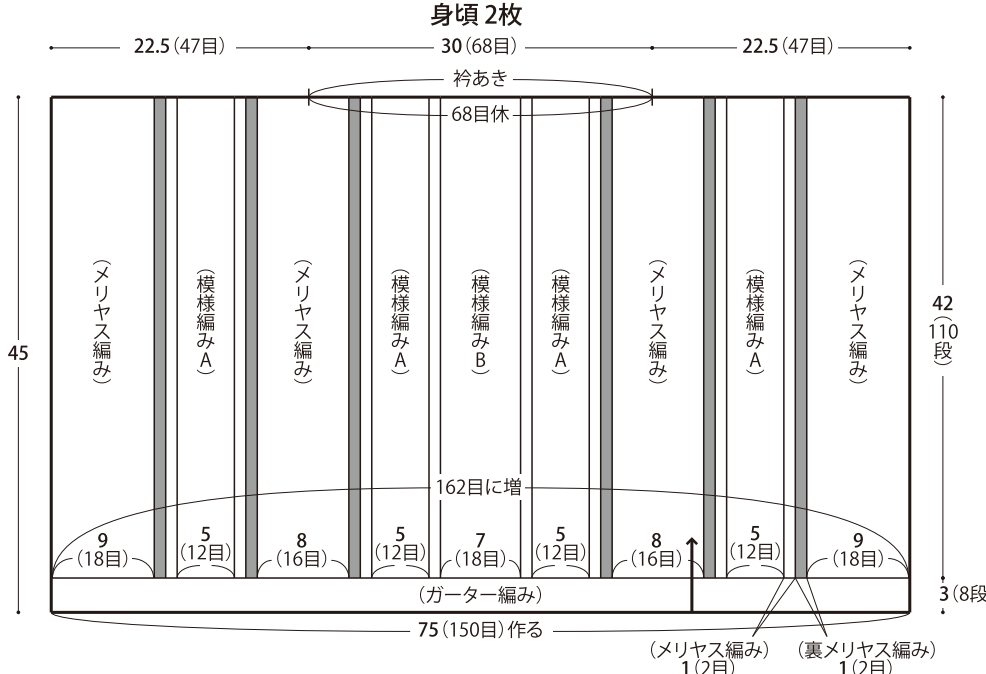 身頃 2枚
22.5(47目)
30(68目)
22.5(47目)
衿あき
68目休
(メリヤス編み)
(模様編みA)
(メリヤス編み)
(模様編みA)
(模様編みB)
(模様編みA)
(メリヤス編み)
(模様編みA)
(メリヤス編み)
45
42
(110段)
162目に増
9
(18目)
5
(12目)
8
(16目)
5
(12目)
7
(18目)
5
(12目)
8
(16目)
5
(12目)
9
(18目)
(ガーター編み)
3(8段
75(150目)作る
(メリヤス編み)
1(2目)
(裏メリヤス編み)
1(2目)